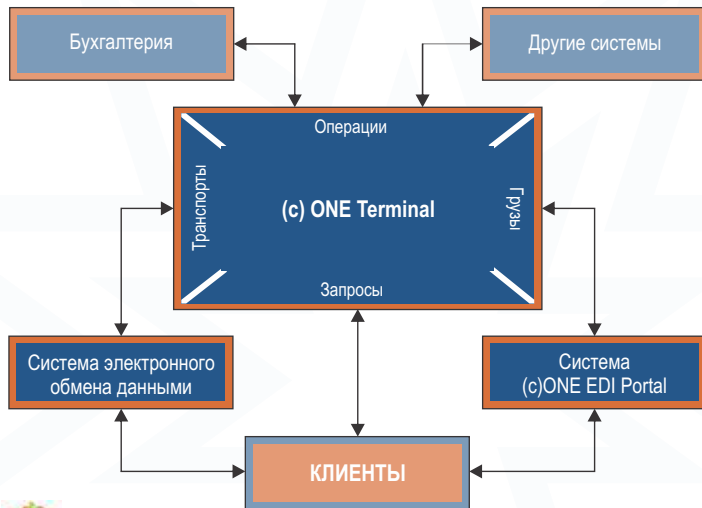 Бухгалтерия
Другие системы
Операции
Транспорты
(c) ONE Terminal
Грузы
Запросы
Система электронного
обмена данными
Система
(c)ONE EDI Portal
КЛИЕНТЫ